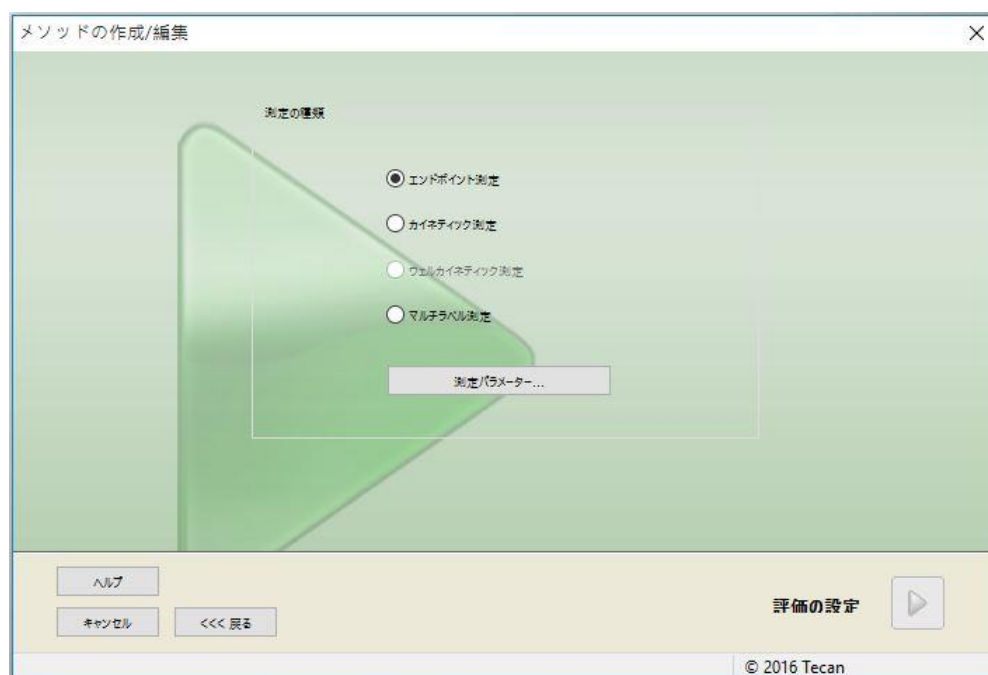 メソッドの作成/編集
測定の種類
エンドポイント測定
カイネティック測定
ウェルカイネティック測定
マルチラベル測定
測定パラメーター...
ヘルプ
キャンセル
<<< 戻る
評価の設定
© 2016 Tecan